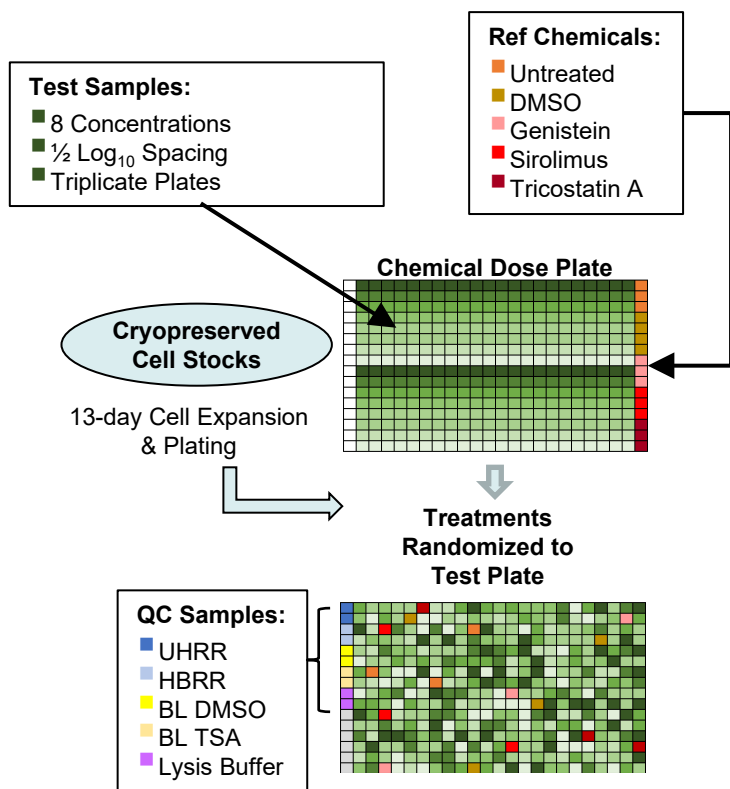 Ref Chemicals:
Untreated
DMSO
Genistein
Sirolimus
Tricostatin A
Test Samples:
8 Concentrations
½ Log₁₀ Spacing
Triplicate Plates
Chemical Dose Plate
Cryopreserved
Cell Stocks
13-day Cell Expansion
& Plating
Treatments
Randomized to
Test Plate
QC Samples:
UHRR
HBRR
BL DMSO
BL TSA
Lysis Buffer